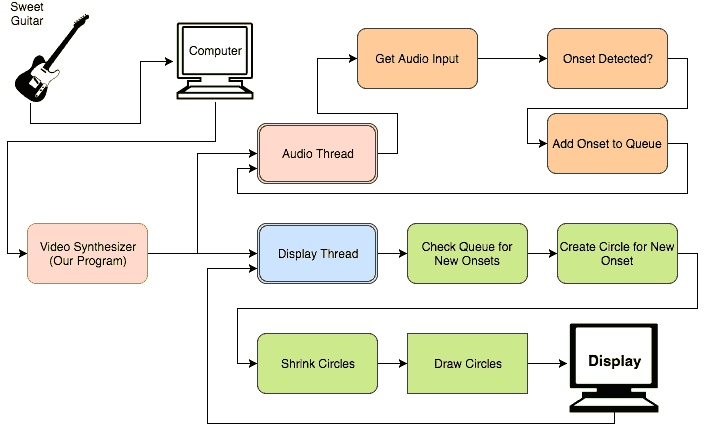 Sweet
Guitar
Computer
Get Audio Input
Onset Detected?
Audio Thread
Add Onset to Queue
Video Synthesizer
(Our Program)
Display Thread
Check Queue for
New Onsets
Create Circle for New
Onset
Shrink Circles
Draw Circles
Display